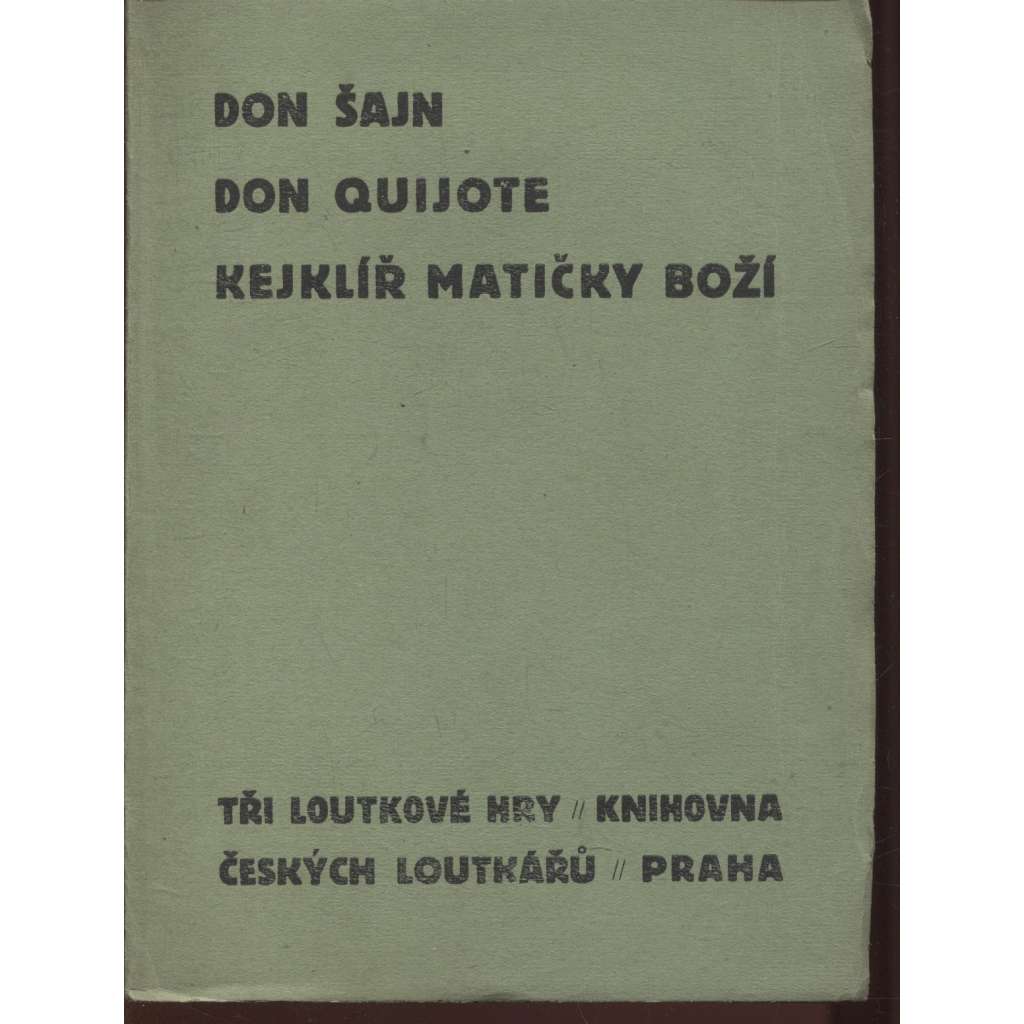 DON ŠAJN
DON QUIJOTE
KEJKLÍŘ MATIČKY BOŽÍ
TŘI LOUTKOVÉ HRY // KNIHOVNA
ČESKÝCH LOUTKÁŘŮ // PRAHA